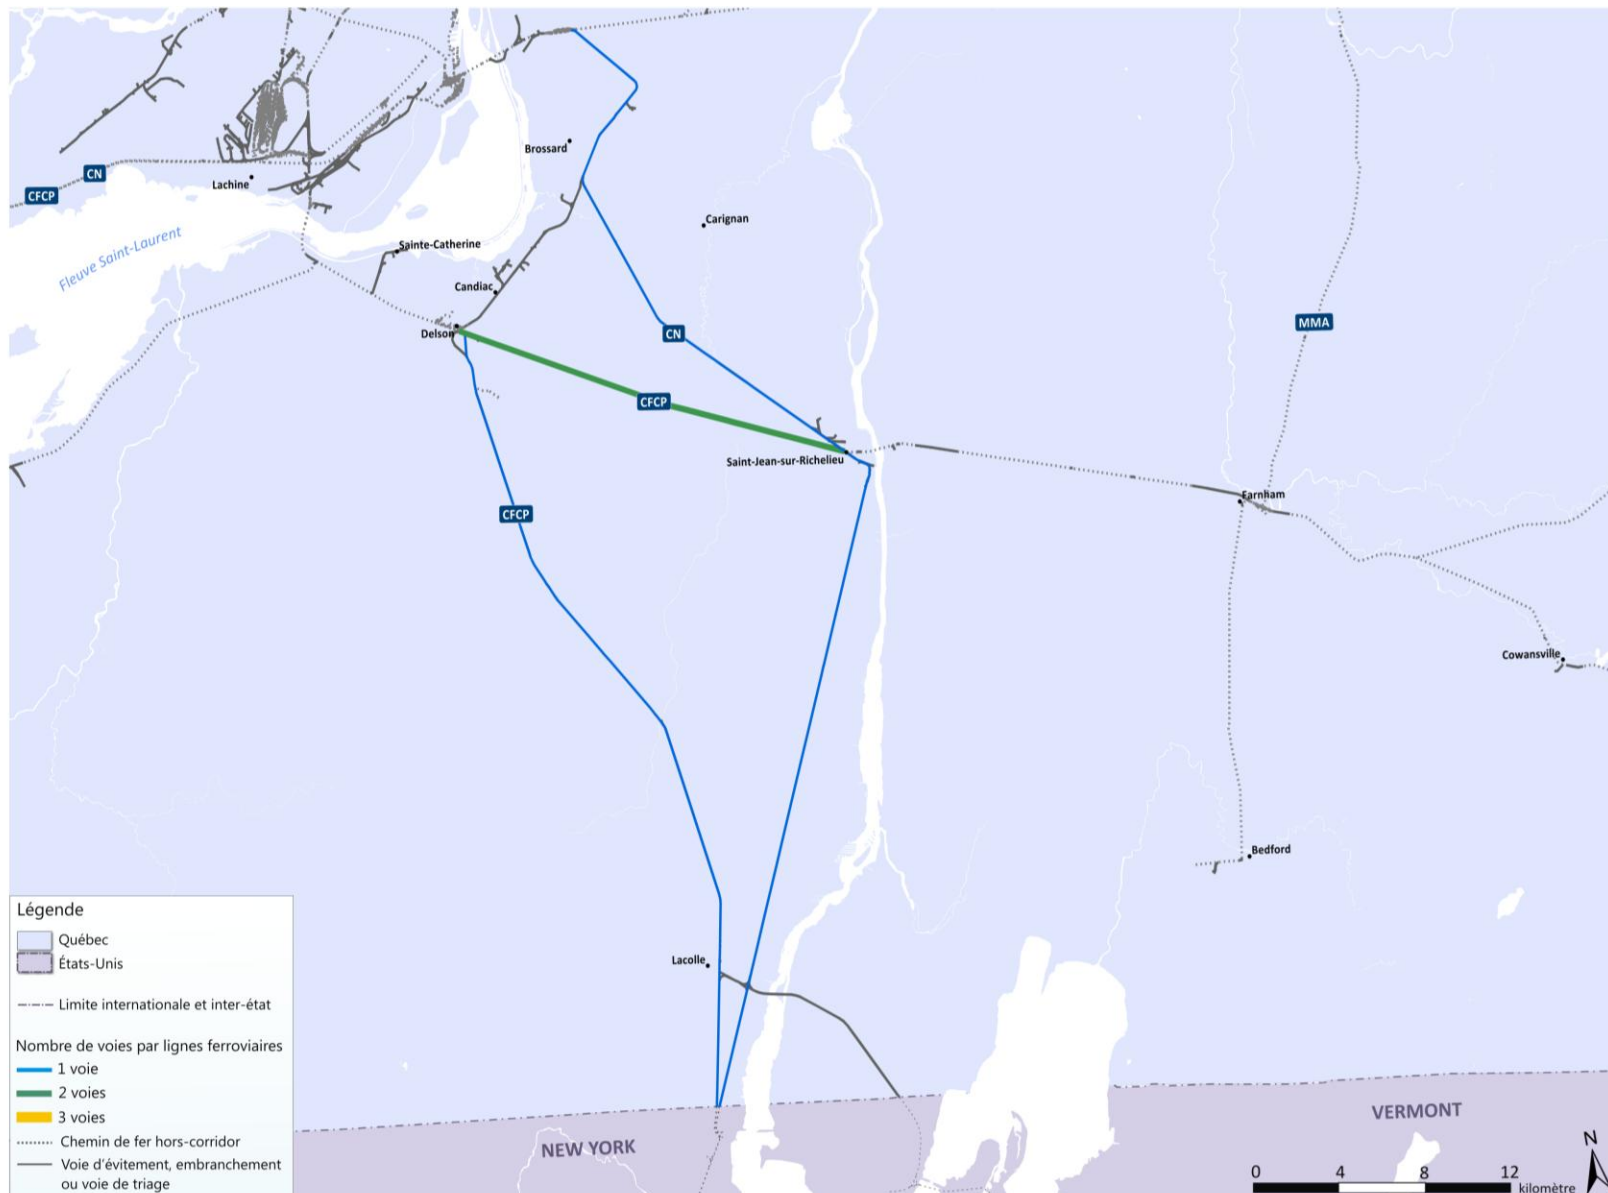 Brossard
CN
CFCP
Lachine
Carignan
Sainte-Catherine
Fleuve Saint-Laurent
Candiac
MMA
Delson
CN
CFCP
Saint-Jean-sur-Richelieu
Farnham
CFCP
Cowansville
Bedford
Lacolle
Légende
Québec
États-Unis
Limite internationale et inter-état
Nombre de voies par lignes ferroviaires
1 voie
2 voies
3 voies
Chemin de fer hors-corridor
Voie d'évitement, embranchement
ou voie de triage
NEW YORK
VERMONT
N
0 4 8 12
kilomètre